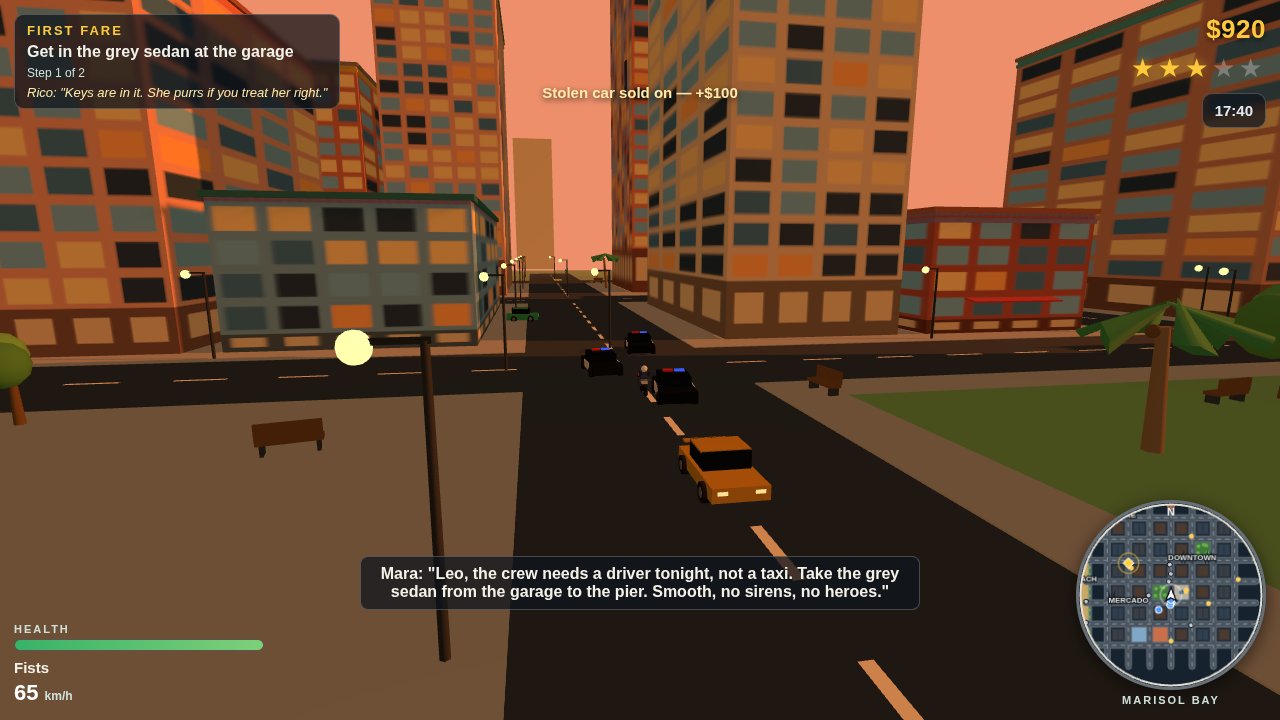 FIRST FARE
Get in the grey sedan at the garage
Step 1 of 2
Rico: "Keys are in it. She purrs if you treat her right."
$920
Stolen car sold on — +$100
17:40
Mara: "Leo, the crew needs a driver tonight, not a taxi. Take the grey
sedan from the garage to the pier. Smooth, no sirens, no heroes."
HEALTH
Fists
65 km/h
N
DOWNTOWN
MERCADO
MARISOL BAY